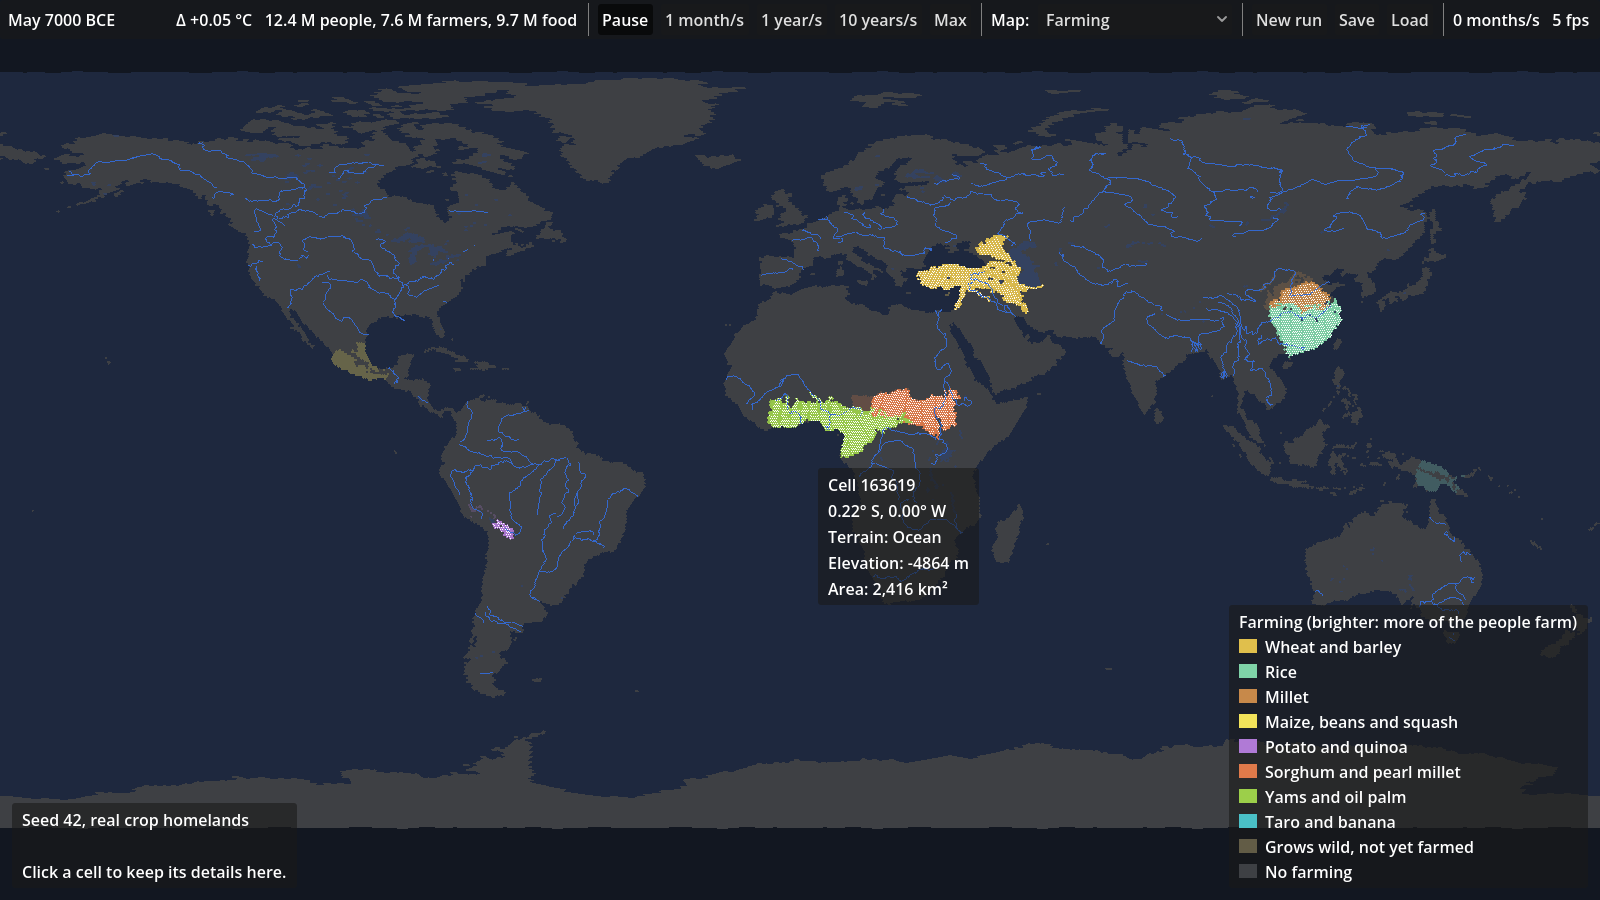 May 7000 BCE Δ +0.05 °C 12.4 M people, 7.6 M farmers, 9.7 M food Pause 1 month/s 1 year/s 10 years/s Max Map: Farming New run Save Load 0 months/s 5 fps
Cell 163619
0.22° S, 0.00° W
Terrain: Ocean
Elevation: -4864 m
Area: 2,416 km²
Farming (brighter: more of the people farm)
Wheat and barley
Rice
Millet
Maize, beans and squash
Potato and quinoa
Sorghum and pearl millet
Yams and oil palm
Taro and banana
Grows wild, not yet farmed
No farming
Seed 42, real crop homelands
Click a cell to keep its details here.